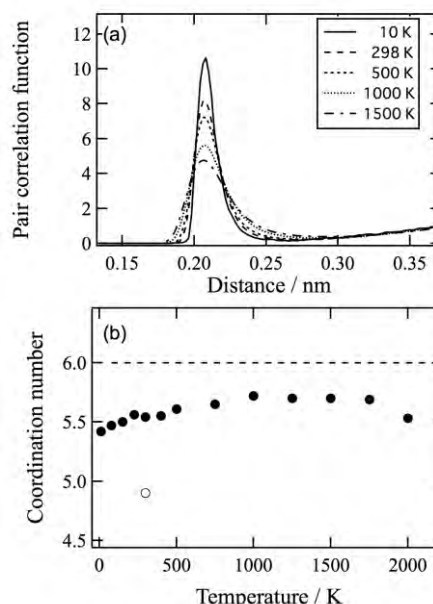 (a)
10 K
298 K
500 K
1000 K
1500 K
Pair correlation function
12
10
8
6
4
2
0
0.15 0.20 0.25 0.30 0.35
Distance / nm
(b)
Coordination number
6.0
5.5
5.0
4.5
0 500 1000 1500 2000
Temperature / K